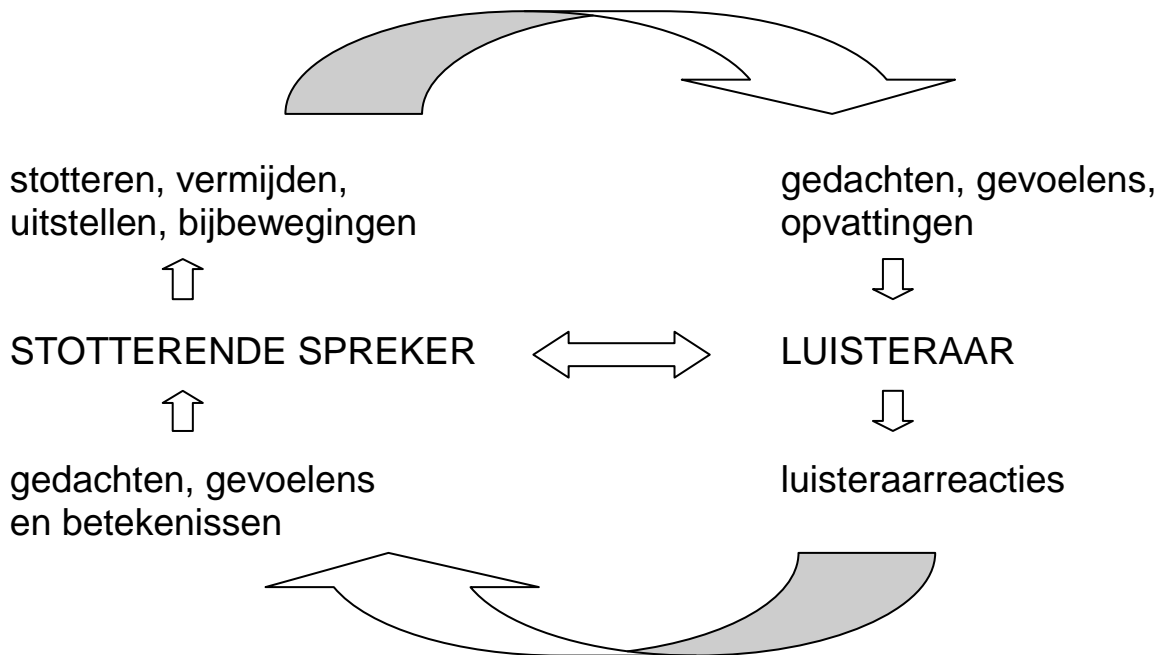 stotteren, vermijden,
uitstellen, bijbewegingen
gedachten, gevoelens,
opvattingen
STOTTERENDE SPREKER
LUISTERAAR
gedachten, gevoelens
en betekenissen
luisteraarreacties